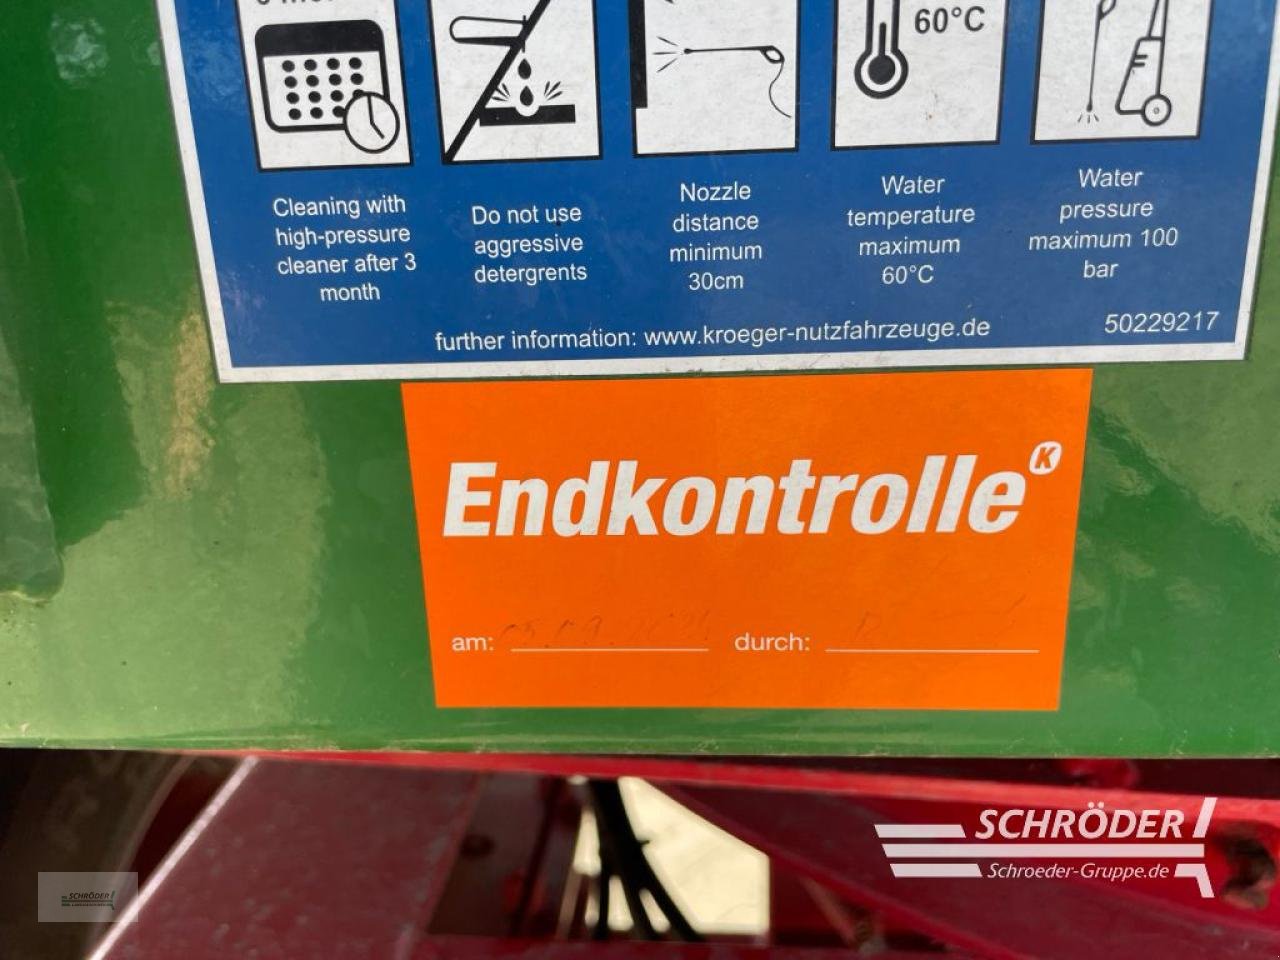 60°C
Cleaning with
high-pressure
cleaner after 3
month
Do not use
aggressive
detergrents
Nozzle
distance
minimum
30cm
Water
temperature
maximum
60°C
Water
pressure
maximum 100
bar
further information: www.kroeger-nutzfahrzeuge.de
50229217
Endkontrolle K
am:
durch:
SCHRÖDER
Schroeder-Gruppe.de
SCHRÖDER